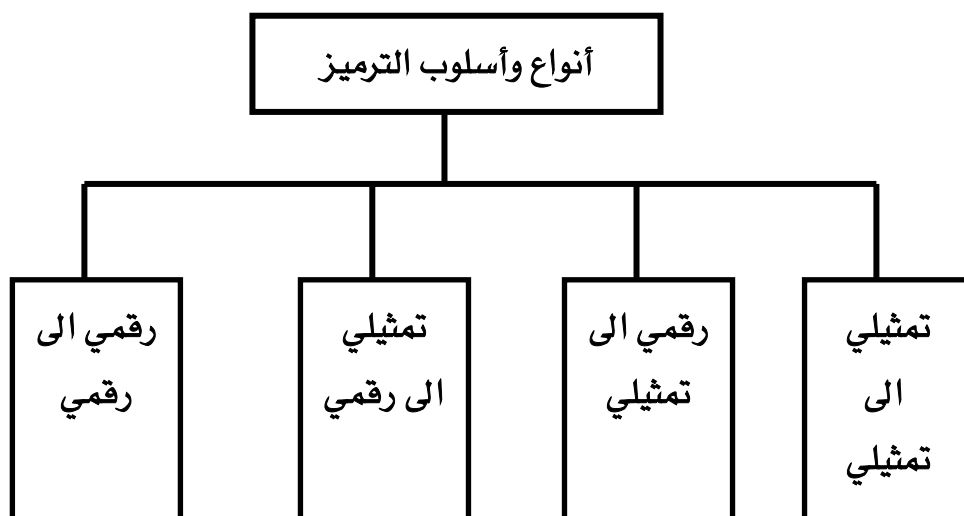 أنواع وأسلوب الترميز
تمثيلي
الى
تمثيلي
رقمي الى
تمثيلي
تمثيلي
الى رقمي
رقمي الى
رقمي